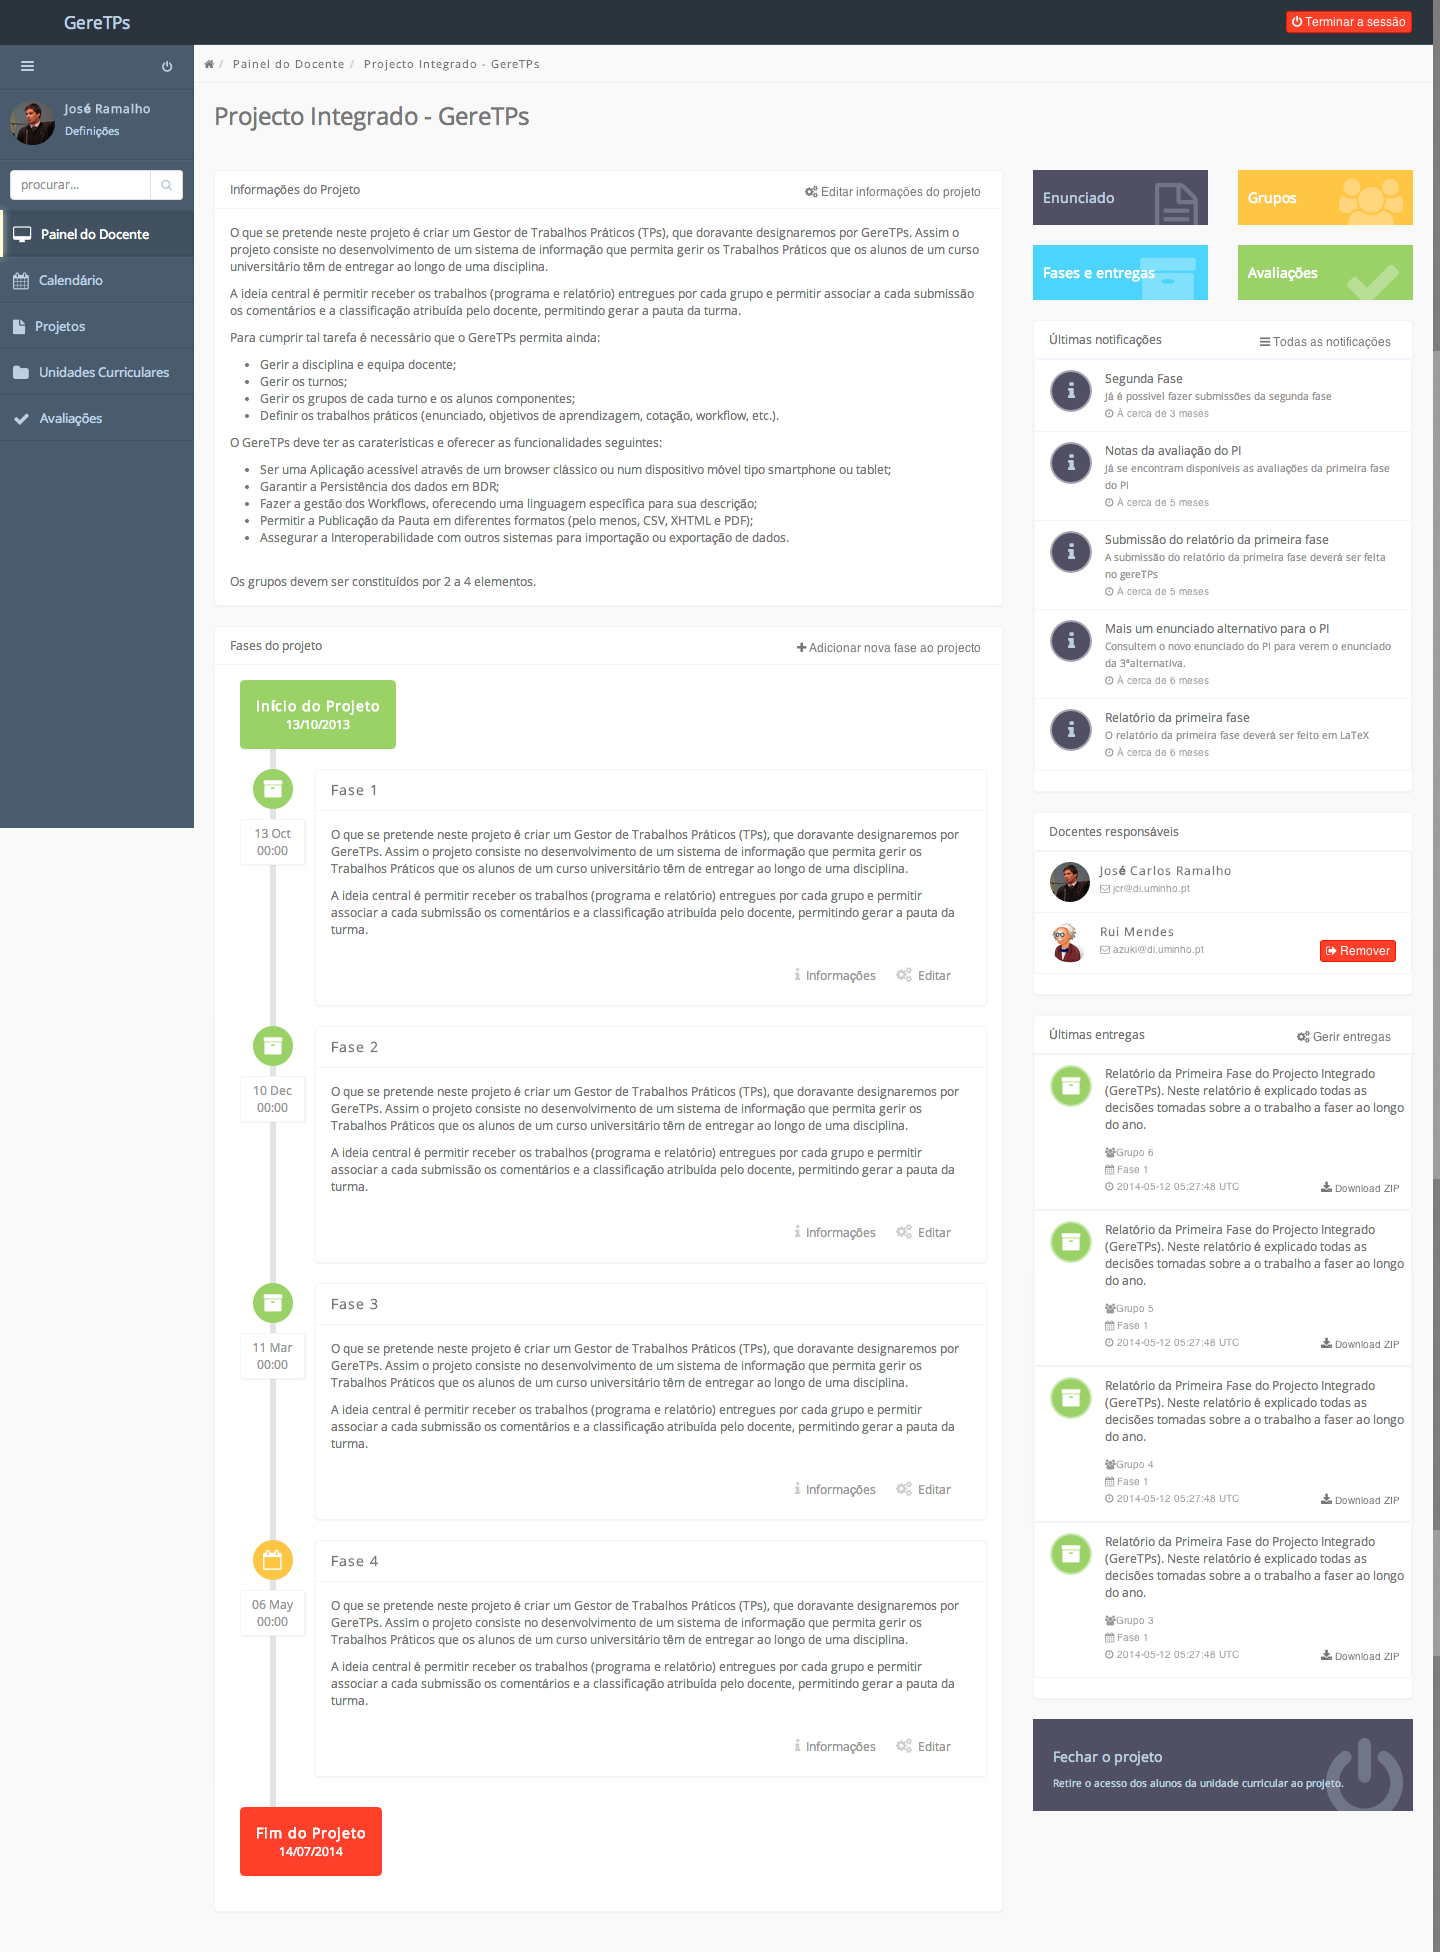 GereTPs
Terminar a sessão
José Ramalho
Definições
procurar...
Painel do Docente
Calendário
Projetos
Unidades Curriculares
Avaliações
/ Painel do Docente / Projecto Integrado - GereTPs
Projecto Integrado - GereTPs
Informações do Projeto
Editar informações do projeto
O que se pretende neste projeto é criar um Gestor de Trabalhos Práticos (TPs), que doravante designaremos por GereTPs. Assim o
projeto consiste no desenvolvimento de um sistema de informação que permita gerir os Trabalhos Práticos que os alunos de um curso
universitário têm de entregar ao longo de uma disciplina.
A ideia central é permitir receber os trabalhos (programa e relatório) entregues por cada grupo e permitir associar a cada submissão
os comentários e a classificação atribuída pelo docente, permitindo gerar a pauta da turma.
Para cumprir tal tarefa é necessário que o GereTPs permita ainda:
• Gerir a disciplina e equipa docente;
• Gerir os turnos;
• Gerir os grupos de cada turno e os alunos componentes;
• Definir os trabalhos práticos (enunciado, objetivos de aprendizagem, cotação, workflow, etc.).
O GereTPs deve ter as caraterísticas e oferecer as funcionalidades seguintes:
• Ser uma Aplicação acessível através de um browser clássico ou num dispositivo móvel tipo smartphone ou tablet;
• Garantir a Persistência dos dados em BDR;
• Fazer a gestão dos Workflows, oferecendo uma linguagem específica para sua descrição;
• Permitir a Publicação da Pauta em diferentes formatos (pelo menos, CSV, XHTML e PDF);
• Assegurar a Interoperabilidade com outros sistemas para importação ou exportação de dados.
Os grupos devem ser constituídos por 2 a 4 elementos.
Fases do projeto
Adicionar nova fase ao projecto
Início do Projeto
13/10/2013
13 Oct
00:00
Fase 1
O que se pretende neste projeto é criar um Gestor de Trabalhos Práticos (TPs), que doravante designaremos por
GereTPs. Assim o projeto consiste no desenvolvimento de um sistema de informação que permita gerir os
Trabalhos Práticos que os alunos de um curso universitário têm de entregar ao longo de uma disciplina.
A ideia central é permitir receber os trabalhos (programa e relatório) entregues por cada grupo e permitir
associar a cada submissão os comentários e a classificação atribuída pelo docente, permitindo gerar a pauta da
turma.
Informações Editar
10 Dec
00:00
Fase 2
O que se pretende neste projeto é criar um Gestor de Trabalhos Práticos (TPs), que doravante designaremos por
GereTPs. Assim o projeto consiste no desenvolvimento de um sistema de informação que permita gerir os
Trabalhos Práticos que os alunos de um curso universitário têm de entregar ao longo de uma disciplina.
A ideia central é permitir receber os trabalhos (programa e relatório) entregues por cada grupo e permitir
associar a cada submissão os comentários e a classificação atribuída pelo docente, permitindo gerar a pauta da
turma.
Informações Editar
11 Mar
00:00
Fase 3
O que se pretende neste projeto é criar um Gestor de Trabalhos Práticos (TPs), que doravante designaremos por
GereTPs. Assim o projeto consiste no desenvolvimento de um sistema de informação que permita gerir os
Trabalhos Práticos que os alunos de um curso universitário têm de entregar ao longo de uma disciplina.
A ideia central é permitir receber os trabalhos (programa e relatório) entregues por cada grupo e permitir
associar a cada submissão os comentários e a classificação atribuída pelo docente, permitindo gerar a pauta da
turma.
Informações Editar
06 May
00:00
Fase 4
O que se pretende neste projeto é criar um Gestor de Trabalhos Práticos (TPs), que doravante designaremos por
GereTPs. Assim o projeto consiste no desenvolvimento de um sistema de informação que permita gerir os
Trabalhos Práticos que os alunos de um curso universitário têm de entregar ao longo de uma disciplina.
A ideia central é permitir receber os trabalhos (programa e relatório) entregues por cada grupo e permitir
associar a cada submissão os comentários e a classificação atribuída pelo docente, permitindo gerar a pauta da
turma.
Informações Editar
Fim do Projeto
14/07/2014
Enunciado
Grupos
Fases e entregas
Avaliações
Últimas notificações
Todas as notificações
Segunda Fase
Já é possivel fazer submissões da segunda fase
À cerca de 3 meses
Notas da avaliação do PI
Já se encontram disponíveis as avaliações da primeira fase
do PI
À cerca de 5 meses
Submissão do relatório da primeira fase
A submissão do relatório da primeira fase deverá ser feita
no gereTPs
À cerca de 5 meses
Mais um enunciado alternativo para o PI
Consultem o novo enunciado do PI para verem o enunciado
da 3ªalternativa.
À cerca de 6 meses
Relatório da primeira fase
O relatório da primeira fase deverá ser feito em LaTeX
À cerca de 6 meses
Docentes responsáveis
José Carlos Ramalho
jcr@di.uminho.pt
Rui Mendes
azuki@di.uminho.pt
Remover
Últimas entregas
Gerir entregas
Relatório da Primeira Fase do Projecto Integrado
(GereTPs). Neste relatório é explicado todas as
decisões tomadas sobre a o trabalho a faser ao longo
do ano.
Grupo 6
Fase 1
2014-05-12 05:27:48 UTC
Download ZIP
Relatório da Primeira Fase do Projecto Integrado
(GereTPs). Neste relatório é explicado todas as
decisões tomadas sobre a o trabalho a faser ao longo
do ano.
Grupo 5
Fase 1
2014-05-12 05:27:48 UTC
Download ZIP
Relatório da Primeira Fase do Projecto Integrado
(GereTPs). Neste relatório é explicado todas as
decisões tomadas sobre a o trabalho a faser ao longo
do ano.
Grupo 4
Fase 1
2014-05-12 05:27:48 UTC
Download ZIP
Relatório da Primeira Fase do Projecto Integrado
(GereTPs). Neste relatório é explicado todas as
decisões tomadas sobre a o trabalho a faser ao longo
do ano.
Grupo 3
Fase 1
2014-05-12 05:27:48 UTC
Download ZIP
Fechar o projeto
Retire o acesso dos alunos da unidade curricular ao projeto.